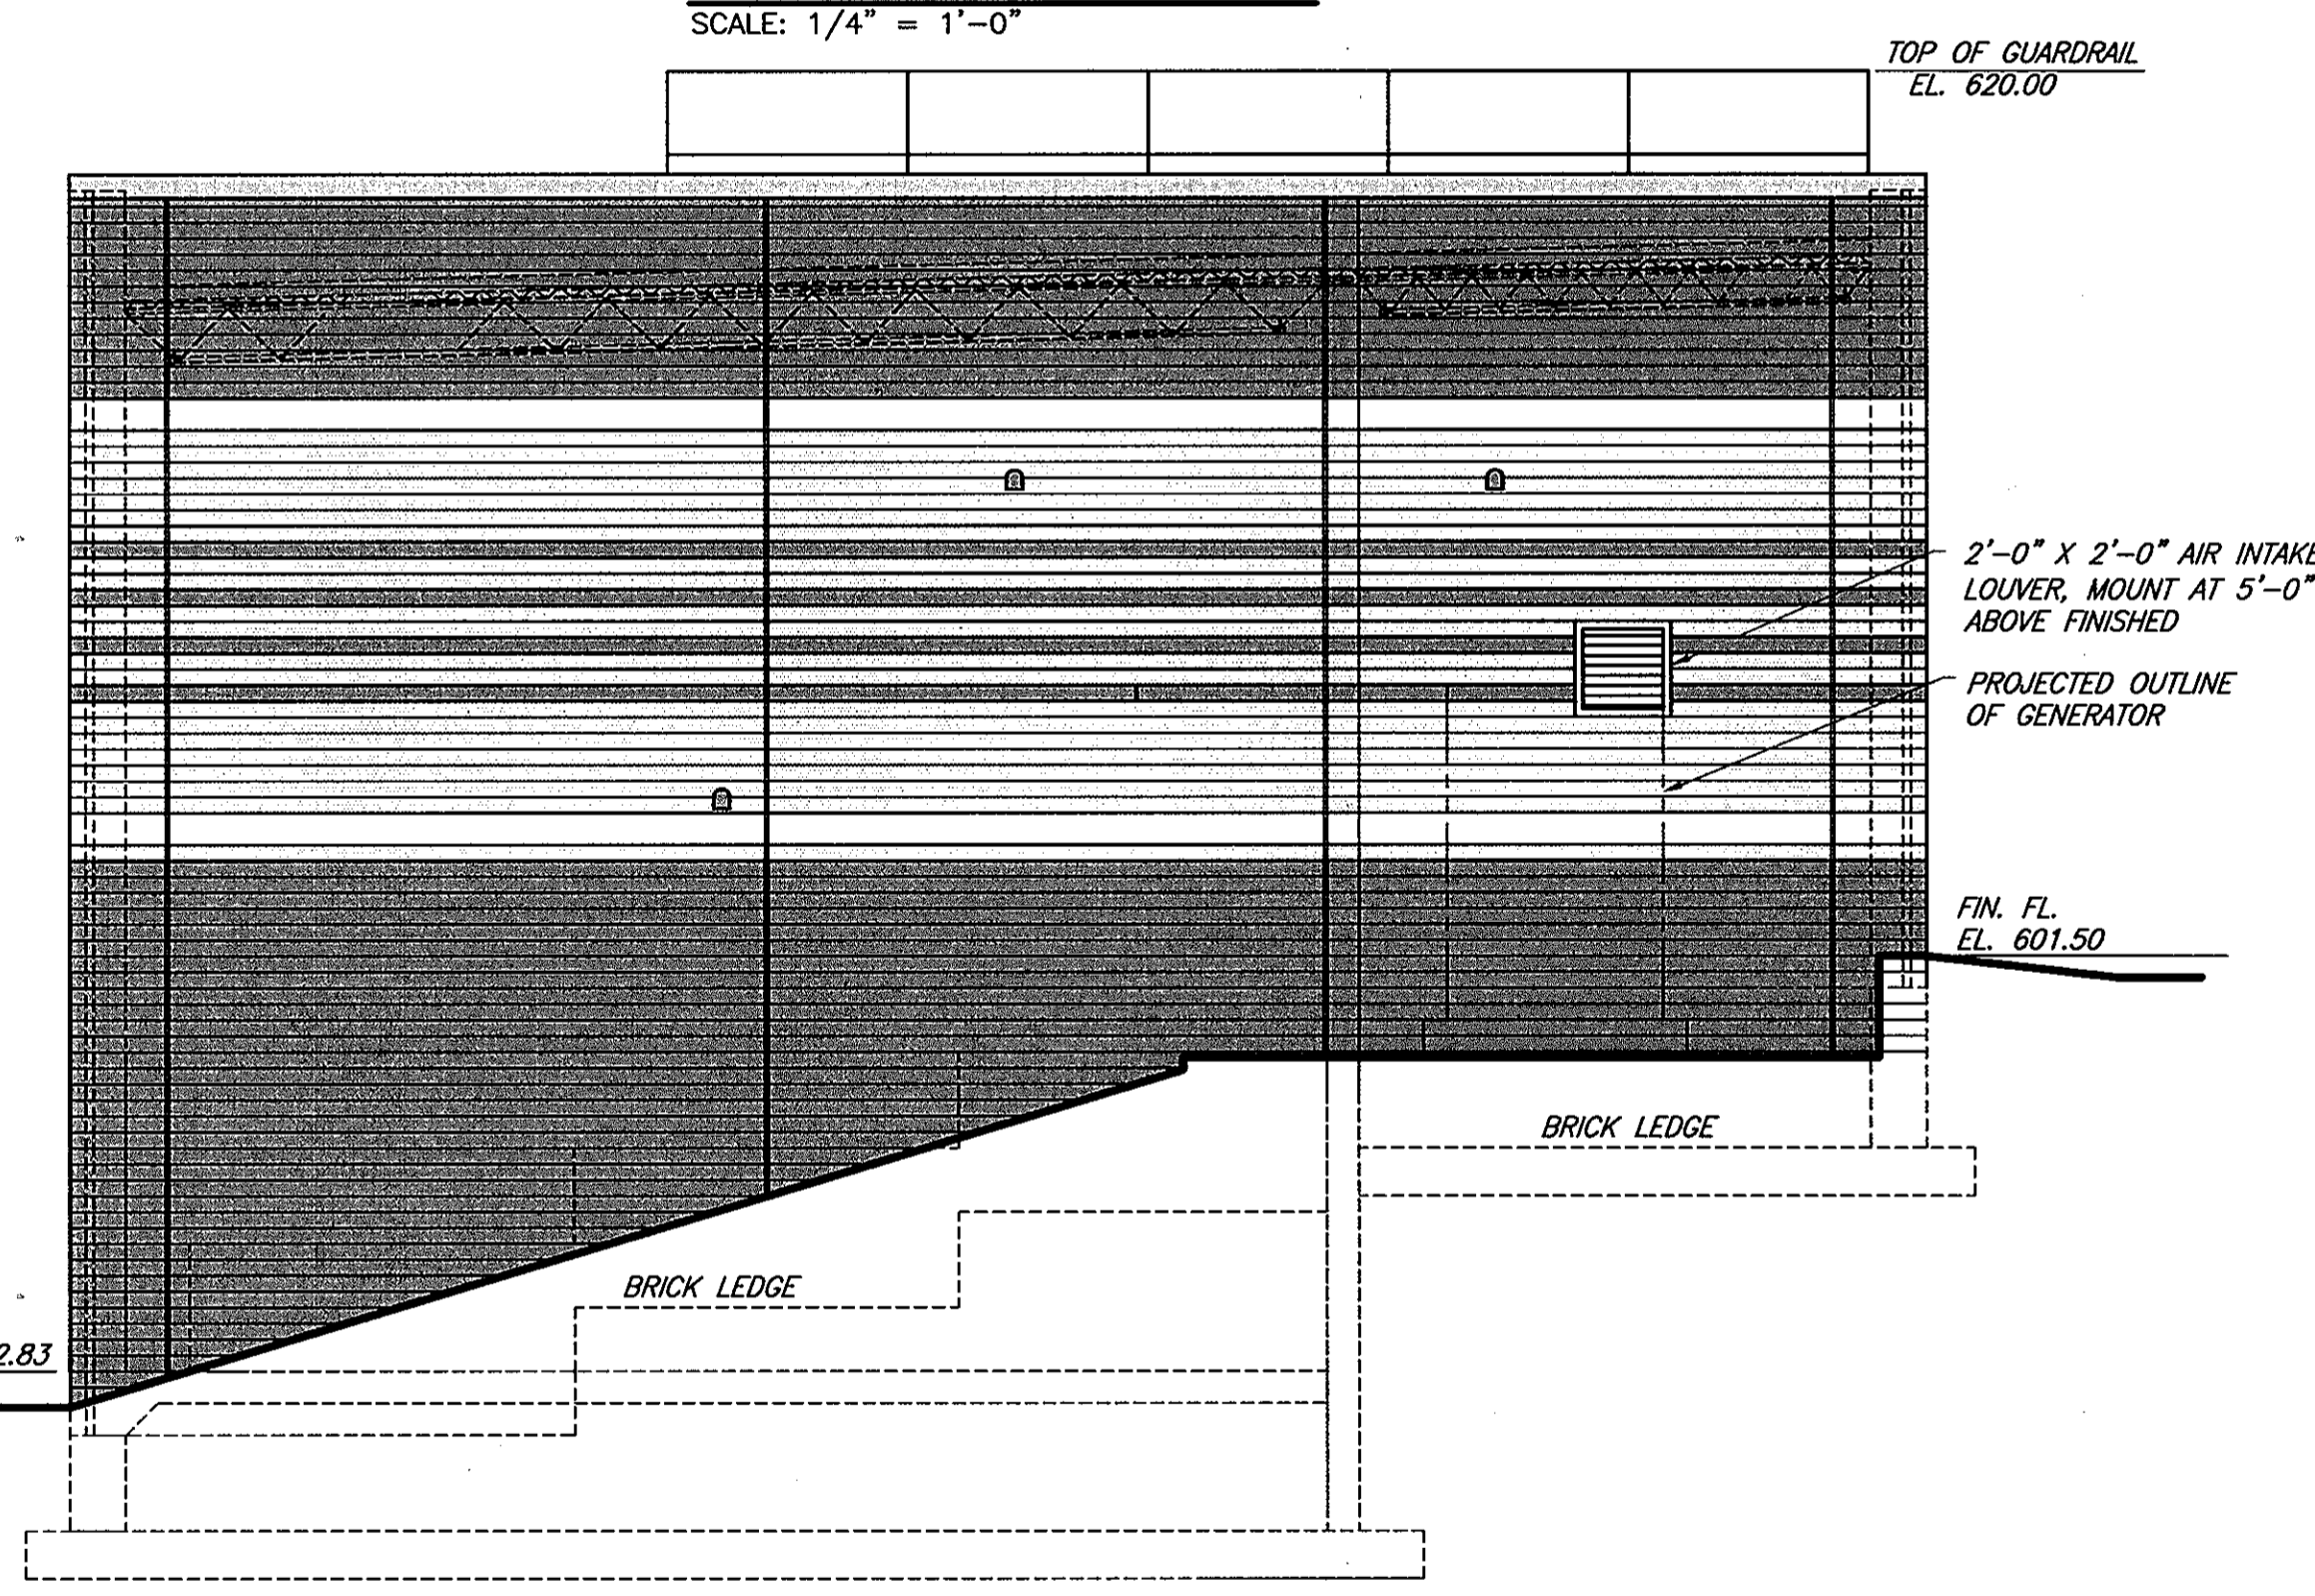 SCALE: 1/4" = 1'-0"
TOP OF GUARDRAIL
EL. 620.00
2'-0" X 2'-0" AIR INTAKE
LOUVER, MOUNT AT 5'-0"
ABOVE FINISHED
PROJECTED OUTLINE
OF GENERATOR
FIN. FL.
EL. 601.50
BRICK LEDGE
BRICK LEDGE
2.83